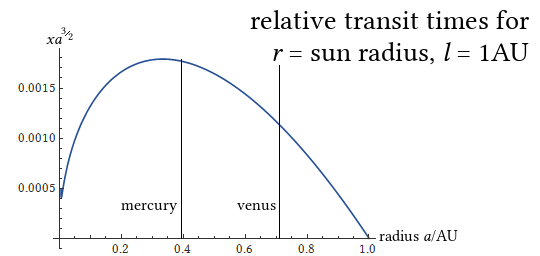 relative transit times for
r = sun radius, l = 1AU
xa^3⁄2
0.0015
0.0010
0.0005
mercury
venus
radius a/AU
0.2
0.4
0.6
0.8
1.0